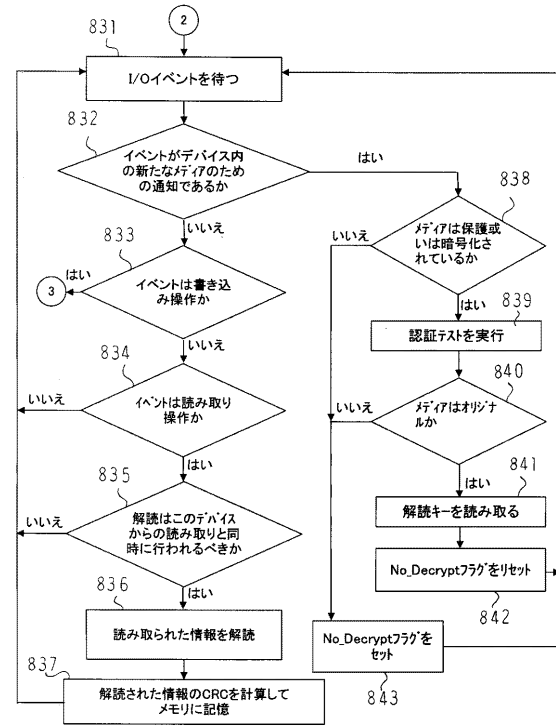 2
831
I/Oイベントを待つ
832
イベントがデバイス内
の新たなメディアのため
の通知であるか
はい
いいえ
838
メディアは保護或
いは暗号化さ
れているか
いいえ
はい
833
イベントは書き込
み操作か
はい
3
いいえ
839
認証テストを実行
834
イベントは読み取り
操作か
いいえ
はい
840
メディアはオリジナ
ルか
いいえ
はい
835
解読はこのデバイス
からの読み取りと同
時に行われるべきか
いいえ
はい
841
解読キーを読み取る
No_Decryptフラグをリセット
842
836
読み取られた情報を解読
No_Decryptフラグを
セット
843
837
解読された情報のCRCを計算して
メモリに記憶